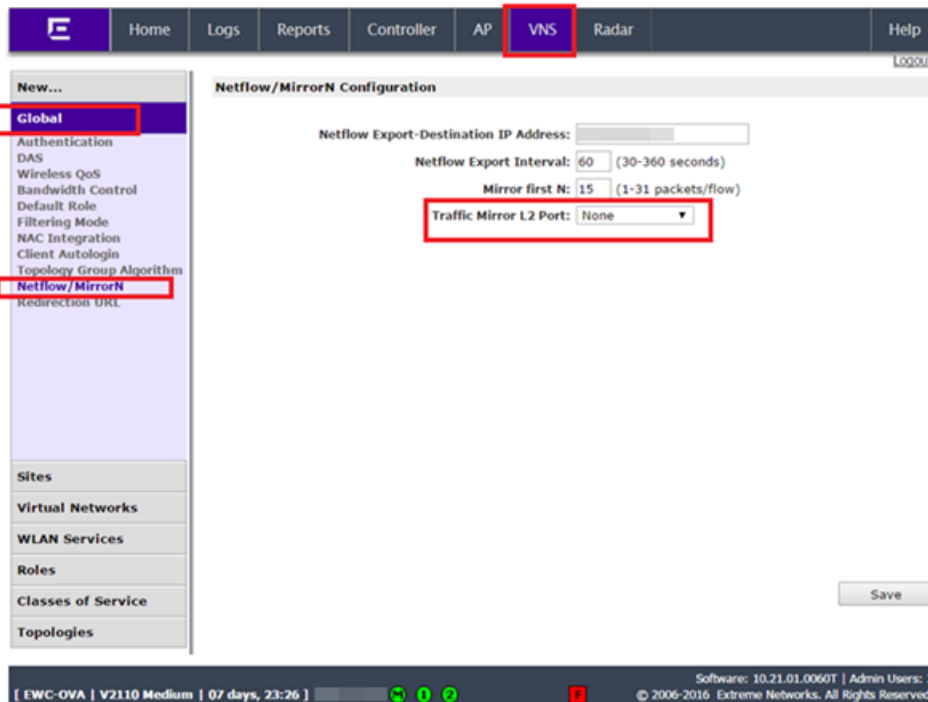 Home Logs Reports Controller AP VNS Radar Help
Logou
New...
Global
Authentication
DAS
Wireless QoS
Bandwidth Control
Default Role
Filtering Mode
NAC Integration
Client Autologin
Topology Group Algorithm
Netflow/MirrorN
Redirection URL
Sites
Virtual Networks
WLAN Services
Roles
Classes of Service
Topologies
Netflow/MirrorN Configuration
Netflow Export-Destination IP Address:
Netflow Export Interval: 60 (30-360 seconds)
Mirror first N: 15 (1-31 packets/flow)
Traffic Mirror L2 Port: None
Save
[ EWC-OVA | V2110 Medium | 07 days, 23:26 ] M 1 2 F
Software: 10.21.01.0060T | Admin Users:
© 2006-2016 Extreme Networks. All Rights Reserved